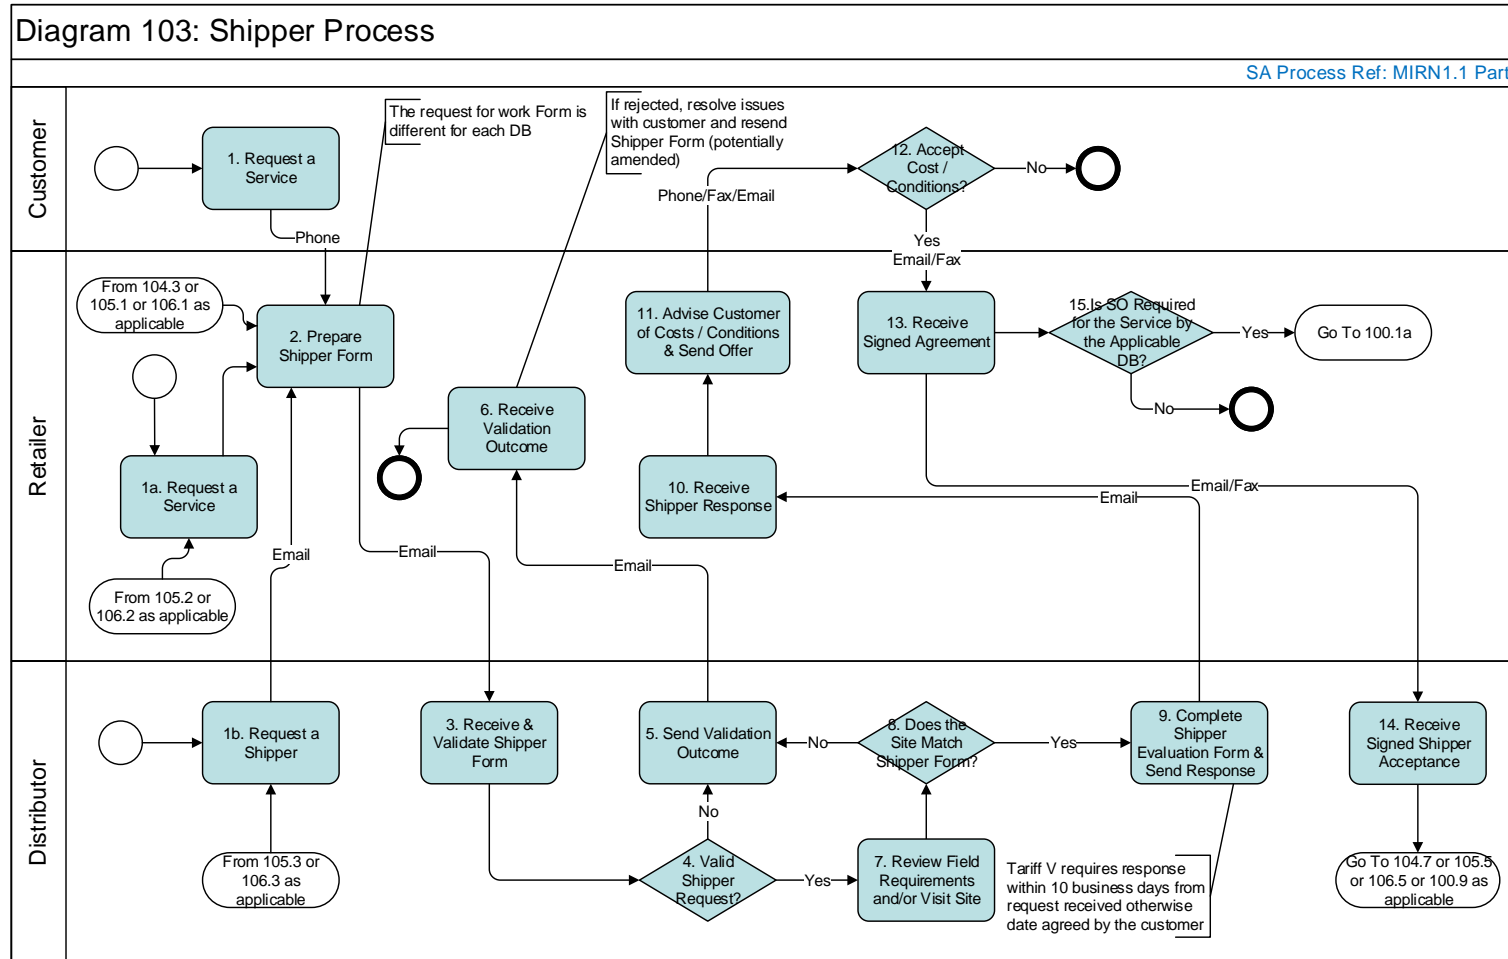 Diagram 103: Shipper Process
SA Process Ref: MIRN1.1 Part
Customer
1. Request a
Service
Phone
The request for work Form is
different for each DB
If rejected, resolve issues
with customer and resend
Shipper Form (potentially
amended)
Phone/Fax/Email
12. Accept
Cost /
Conditions?
No
Yes
Email/Fax
Retailer
From 104.3 or
105.1 or 106.1 as
applicable
2. Prepare
Shipper Form
1a. Request a
Service
From 105.2 or
106.2 as applicable
Email
Email
6. Receive
Validation
Outcome
Email
11. Advise Customer
of Costs / Conditions
& Send Offer
10. Receive
Shipper Response
Email
13. Receive
Signed Agreement
15.Is SO Required
for the Service by
the Applicable
DB?
Yes
Go To 100.1a
No
Email/Fax
Distributor
1b. Request a
Shipper
From 105.3 or
106.3 as
applicable
3. Receive &
Validate Shipper
Form
5. Send Validation
Outcome
No
4. Valid
Shipper
Request?
Yes
No
8. Does the
Site Match
Shipper Form?
Yes
7. Review Field
Requirements
and/or Visit Site
9. Complete
Shipper
Evaluation Form &
Send Response
Tariff V requires response
within 10 business days from
request received otherwise
date agreed by the customer
14. Receive
Signed Shipper
Acceptance
Go To 104.7 or 105.5
or 106.5 or 100.9 as
applicable